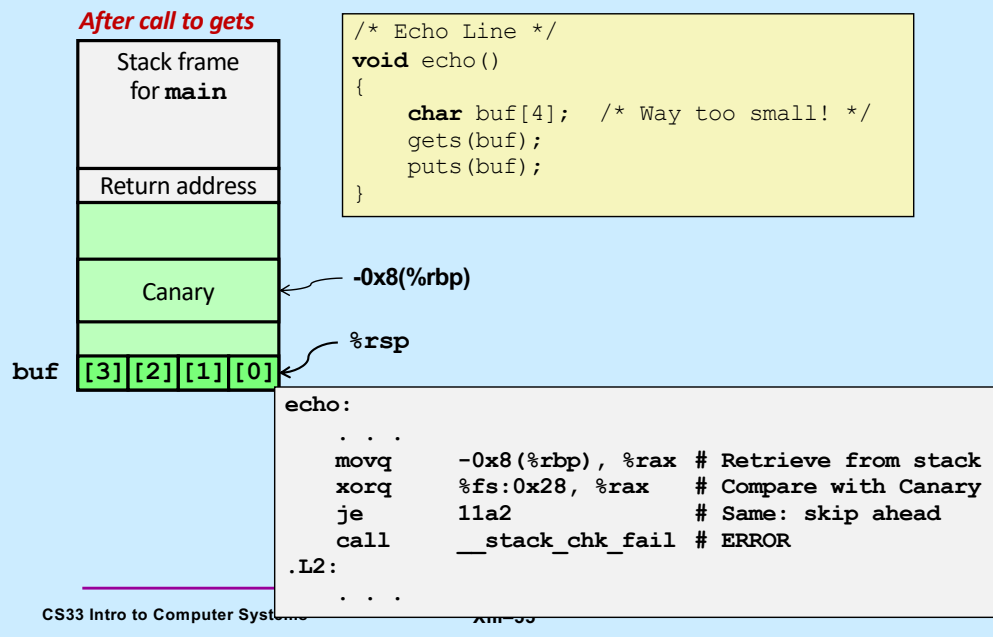 After call to gets
Stack frame
for main
Return address
Canary
-0x8(%rbp)
%rsp
buf [3] [2] [1] [0]
/* Echo Line */
void echo()
{
    char buf[4];  /* Way too small! */
    gets(buf);
    puts(buf);
}
echo:
    . . .
    movq    -0x8(%rbp), %rax # Retrieve from stack
    xorq    %fs:0x28, %rax   # Compare with Canary
    je      11a2             # Same: skip ahead
    call    __stack_chk_fail # ERROR
.L2:
    . . .
CS33 Intro to Computer